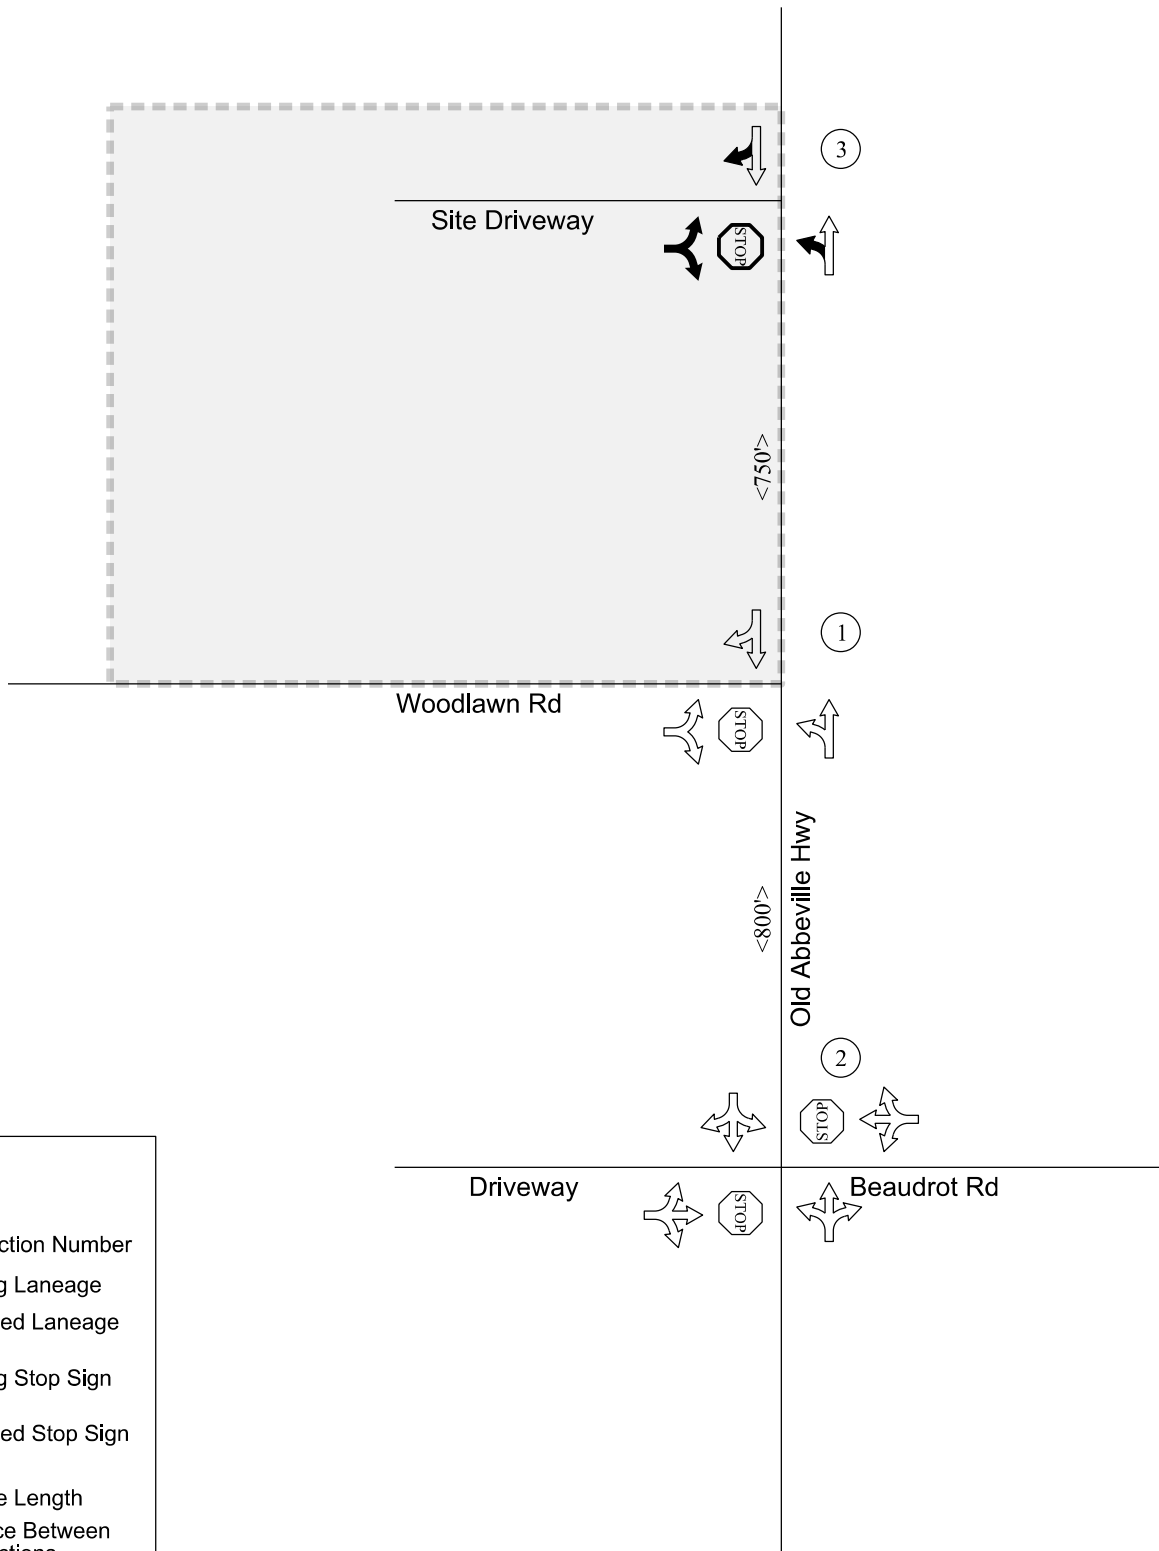 3
Site Driveway
STOP
<750'>
1
Woodlawn Rd
STOP
Old Abbeville Hwy
<800'>
2
STOP
Driveway
Beaudrot Rd
STOP
ction Number
g Laneage
ed Laneage
g Stop Sign
ed Stop Sign
e Length
ce Between